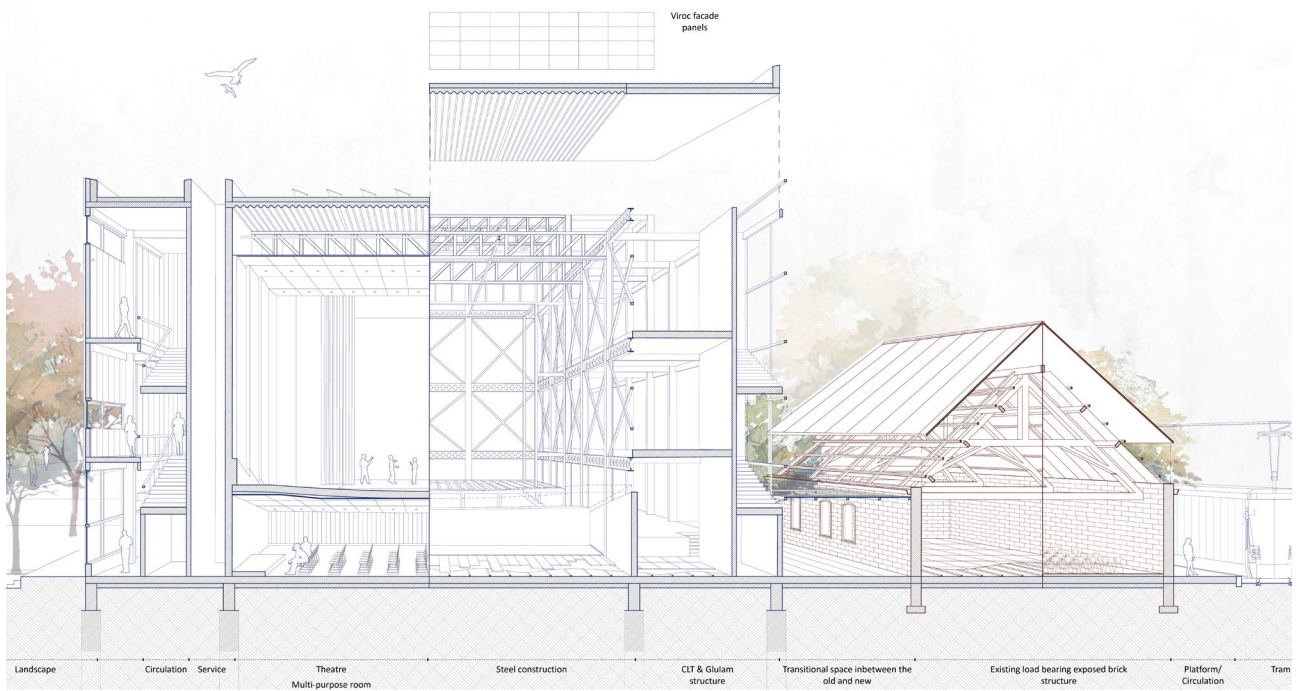 Viroc facade
panels
Landscape
Circulation
Service
Theatre
Multi-purpose room
Steel construction
CLT & Glulam
structure
Transitional space inbetween the
old and new
Existing load bearing exposed brick
structure
Platform/
Circulation
Tram